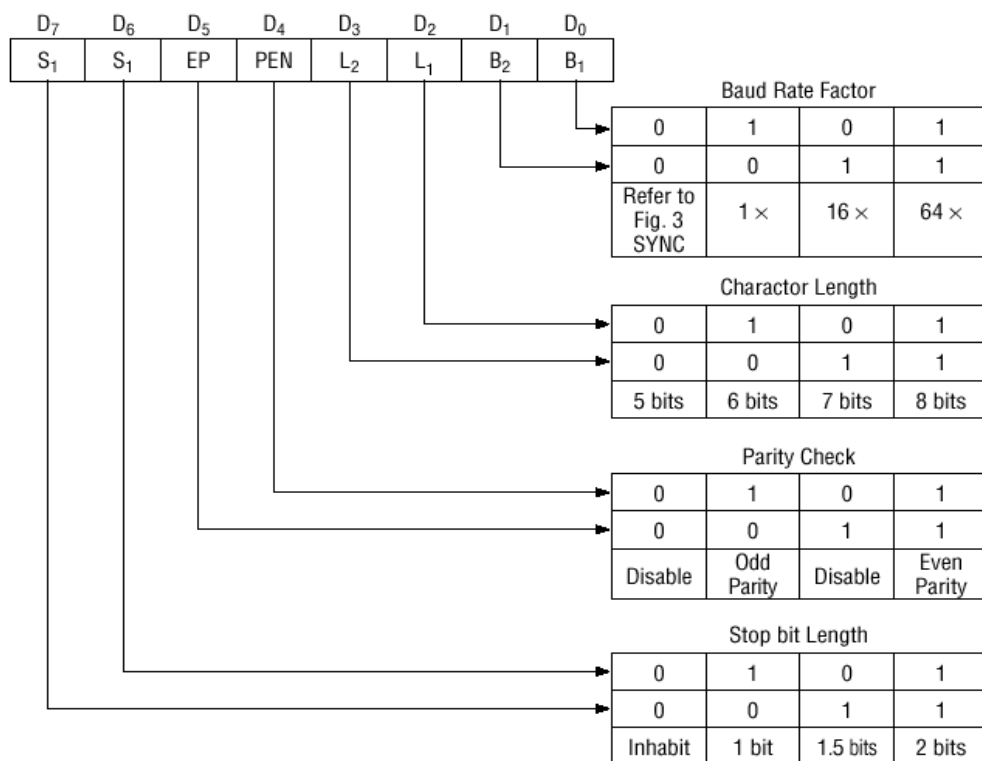 D₇ D₆ D₅ D₄ D₃ D₂ D₁ D₀
S₁ S₁ EP PEN L₂ L₁ B₂ B₁
Baud Rate Factor
0 1 0 1
0 0 1 1
Refer to Fig. 3 SYNC 1 × 16 × 64 ×
Charactor Length
0 1 0 1
0 0 1 1
5 bits 6 bits 7 bits 8 bits
Parity Check
0 1 0 1
0 0 1 1
Disable Odd Parity Disable Even Parity
Stop bit Length
0 1 0 1
0 0 1 1
Inhabit 1 bit 1.5 bits 2 bits